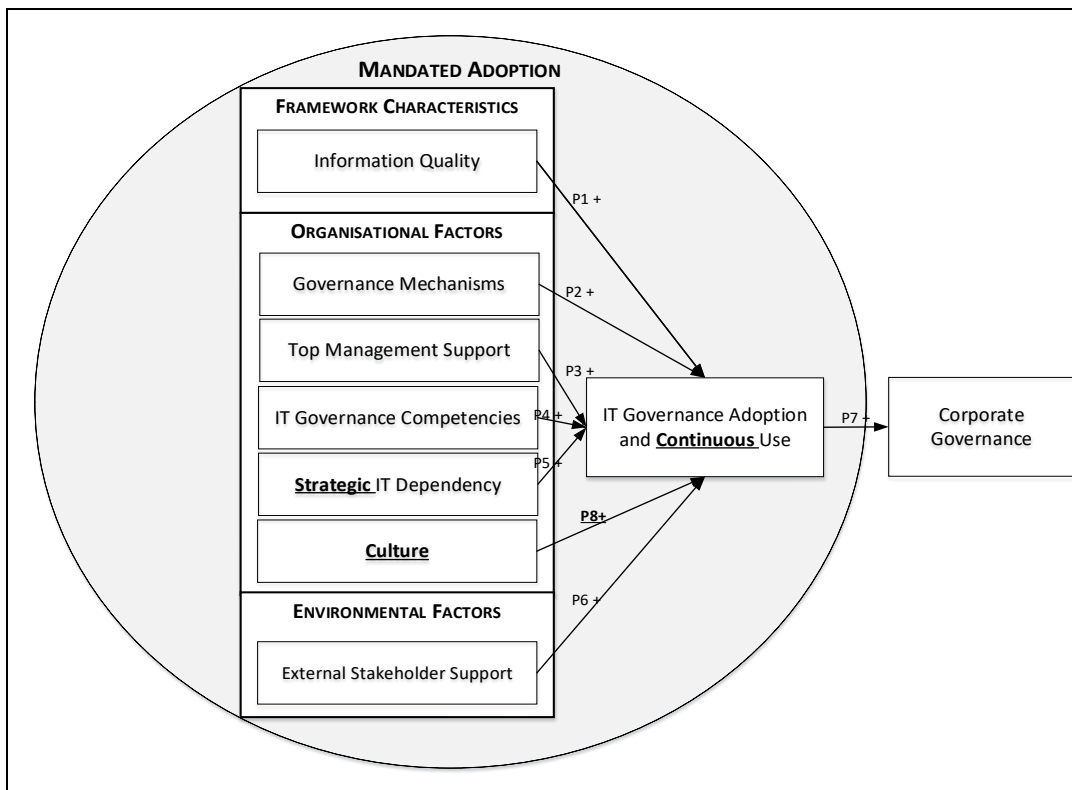 MANDATED ADOPTION
FRAMEWORK CHARACTERISTICS
Information Quality
P1 +
ORGANISATIONAL FACTORS
Governance Mechanisms
P2 +
Top Management Support
P3 +
IT Governance Competencies
P4 +
P5 +
Strategic IT Dependency
Culture
P8+
IT Governance Adoption
and Continuous Use
P7 +
Corporate
Governance
ENVIRONMENTAL FACTORS
P6 +
External Stakeholder Support